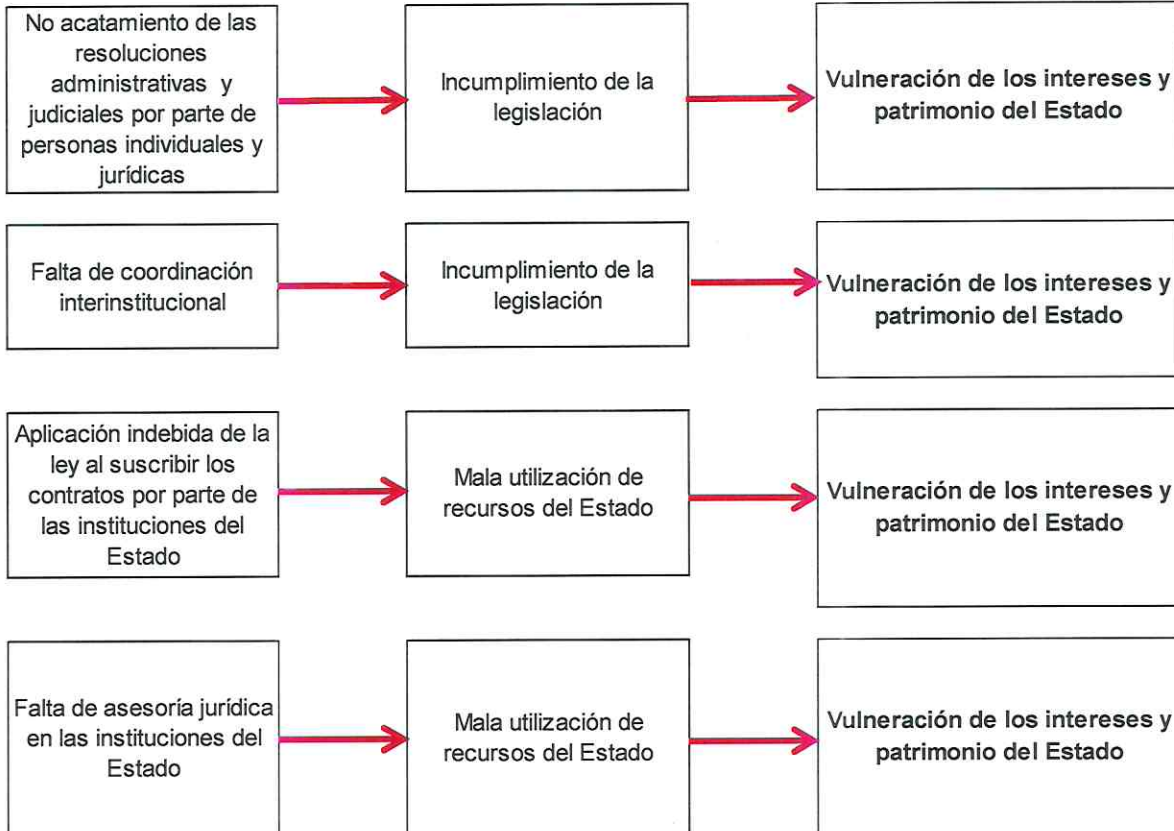 No acatamiento de las
resoluciones
administrativas y
judiciales por parte de
personas individuales y
jurídicas
Incumplimiento de la
legislación
Vulneración de los intereses y
patrimonio del Estado
Falta de coordinación
interinstitucional
Incumplimiento de la
legislación
Vulneración de los intereses y
patrimonio del Estado
Aplicación indebida de la
ley al suscribir los
contratos por parte de
las instituciones del
Estado
Mala utilización de
recursos del Estado
Vulneración de los intereses y
patrimonio del Estado
Falta de asesoría jurídica
en las instituciones del
Estado
Mala utilización de
recursos del Estado
Vulneración de los intereses y
patrimonio del Estado